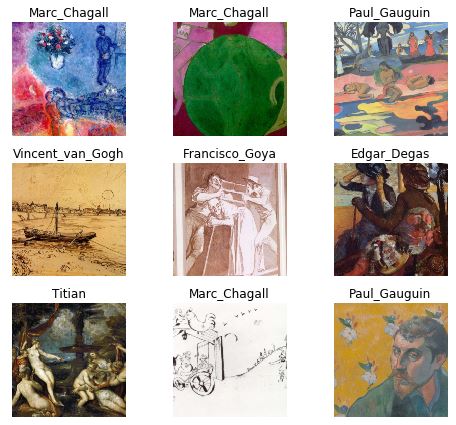 Marc_Chagall
Marc_Chagall
Paul_Gauguin
Vincent_van_Gogh
Francisco_Goya
Edgar_Degas
Titian
Marc_Chagall
Paul_Gauguin